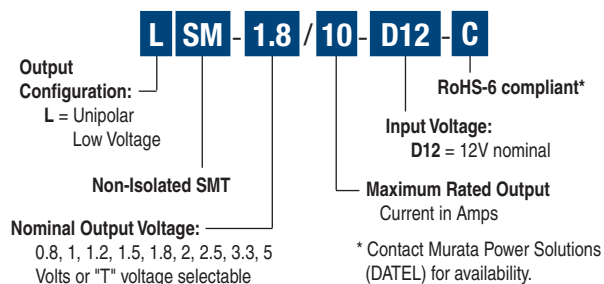 L SM - 1.8 / 10 - D12 - C
Output
Configuration:
L = Unipolar
Low Voltage
Non-Isolated SMT
Nominal Output Voltage:
0.8, 1, 1.2, 1.5, 1.8, 2, 2.5, 3.3, 5
Volts or "T" voltage selectable
RoHS-6 compliant*
Input Voltage:
D12 = 12V nominal
Maximum Rated Output
Current in Amps
* Contact Murata Power Solutions
(DATEL) for availability.